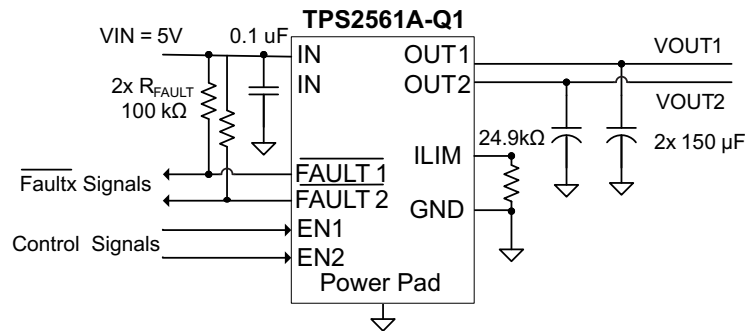 TPS2561A-Q1
VIN = 5V
0.1 uF
IN
IN
OUT1
OUT2
VOUT1
VOUT2
2x RFAULT
100 kΩ
24.9kΩ
2x 150 µF
ILIM
GND
Faultx Signals
FAULT 1
FAULT 2
Control Signals
EN1
EN2
Power Pad